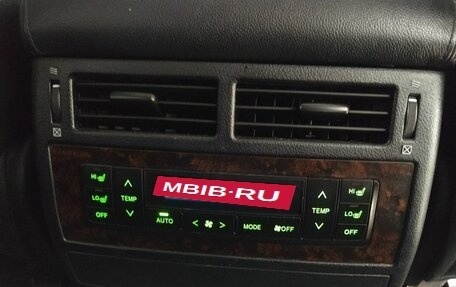 HI
TEMP
LO
OFF
AUTO
MBIB·RU
< >
MODE
OFF
TEMP
HI
LO
OFF